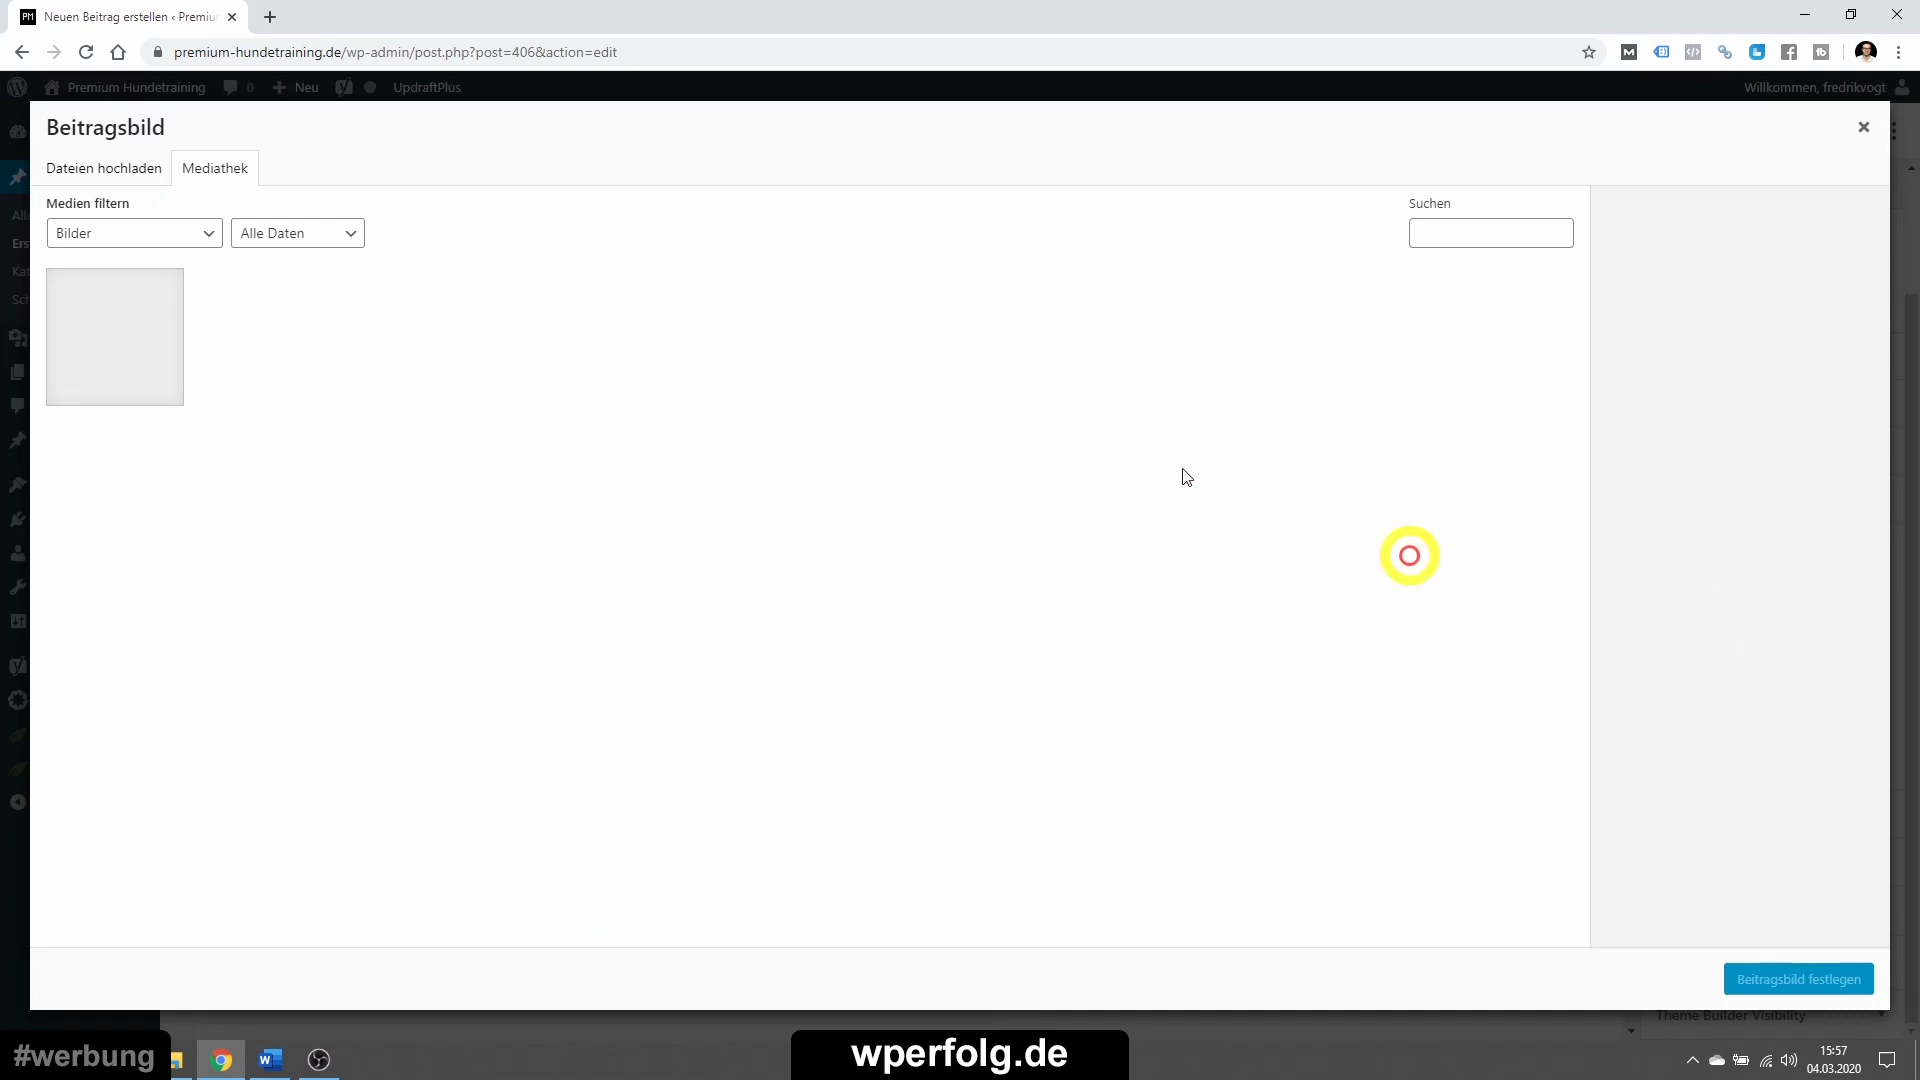 PM Neuen Beitrag erstellen ‹ Premiu
premium-hundetraining.de/wp-admin/post.php?post=406&action=edit
Premium Hundetraining 0 Neu UpdraftPlus Willkommen, fredrikvogt
Beitragsbild
Dateien hochladen Mediathek
Medien filtern Suchen
Bilder Alle Daten
Beitragsbild festlegen
Theme Builder Visibility
#werbung wperfolg.de
15:57
04.03.2020